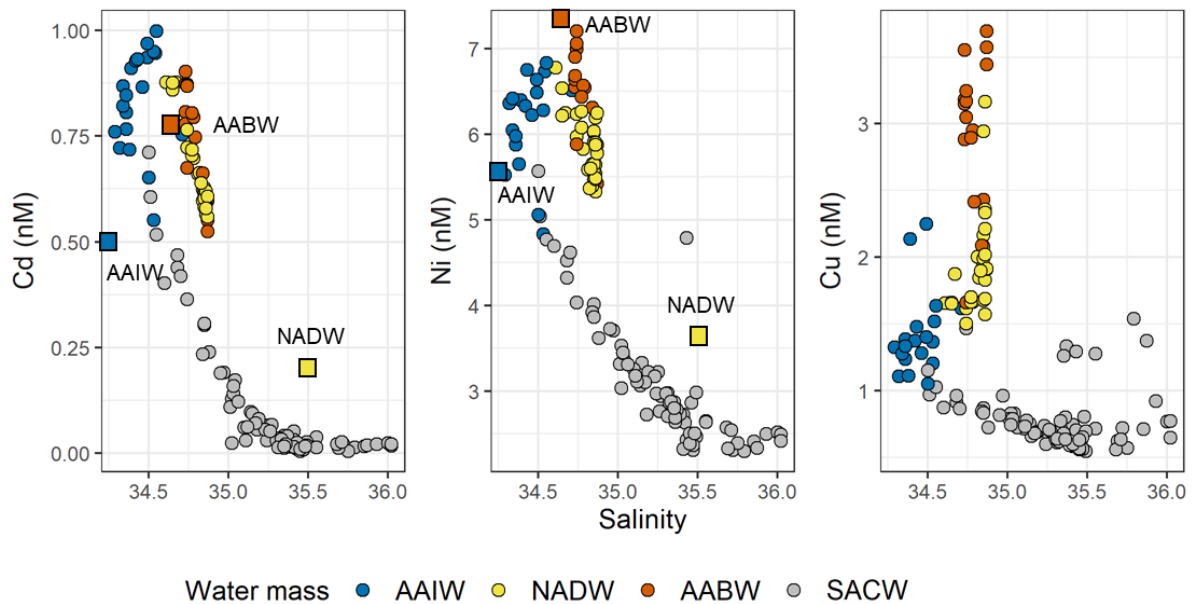 Cd (nM)
1.00
0.75
0.50
0.25
0.00
AABW
AAIW
NADW
34.5 35.0 35.5 36.0
Ni (nM)
7
6
5
4
3
AABW
AAIW
NADW
34.5 35.0 35.5 36.0
Cu (nM)
3
2
1
34.5 35.0 35.5 36.0
Salinity
Water mass AAIW NADW AABW SACW